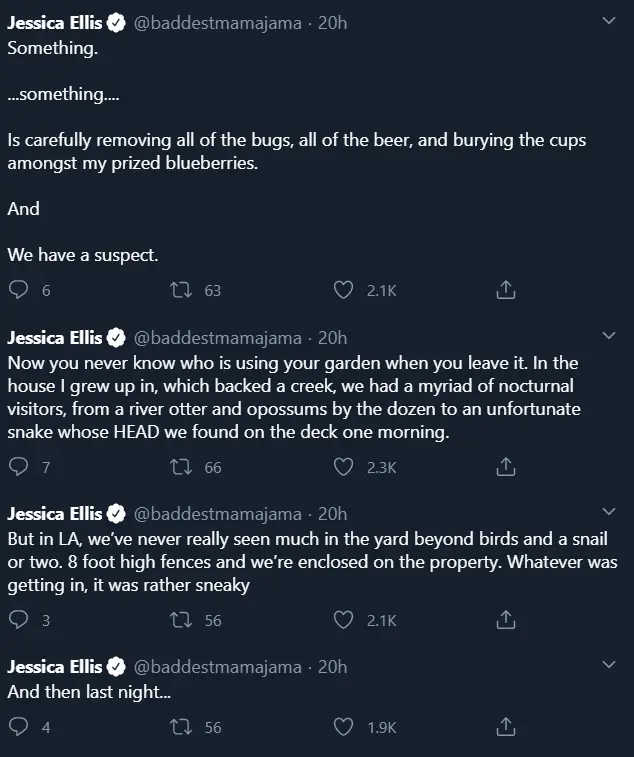 Jessica Ellis @baddestmamajama · 20h
Something.
...something....
Is carefully removing all of the bugs, all of the beer, and burying the cups
amongst my prized blueberries.
And
We have a suspect.
6 63 2.1K
Jessica Ellis @baddestmamajama · 20h
Now you never know who is using your garden when you leave it. In the
house I grew up in, which backed a creek, we had a myriad of nocturnal
visitors, from a river otter and opossums by the dozen to an unfortunate
snake whose HEAD we found on the deck one morning.
7 66 2.3K
Jessica Ellis @baddestmamajama · 20h
But in LA, we've never really seen much in the yard beyond birds and a snail
or two. 8 foot high fences and we're enclosed on the property. Whatever was
getting in, it was rather sneaky
3 56 2.1K
Jessica Ellis @baddestmamajama · 20h
And then last night...
4 56 1.9K